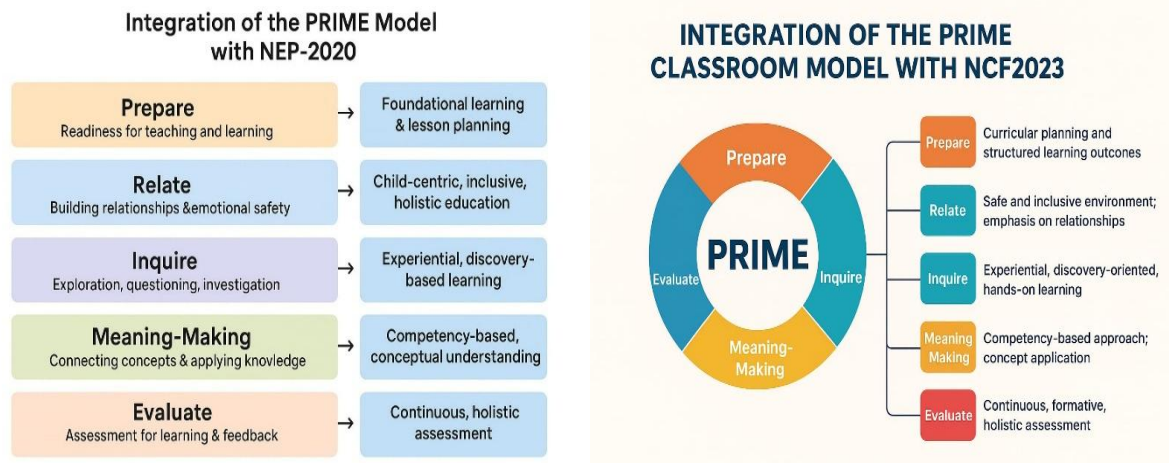 Integration of the PRIME Model
with NEP-2020
Prepare
Readiness for teaching and learning
Foundational learning
& lesson planning
Relate
Building relationships &emotional safety
Child-centric, inclusive,
holistic education
Inquire
Exploration, questioning, investigation
Experiential, discovery-
based learning
Meaning-Making
Connecting concepts & applying knowledge
Competency-based,
conceptual understanding
Evaluate
Assessment for learning & feedback
Continuous, holistic
assessment
INTEGRATION OF THE PRIME
CLASSROOM MODEL WITH NCF2023
Prepare
Inquire
Meaning-
Making
Evaluate
PRIME
Prepare
Curricular planning and
structured learning outcomes
Relate
Safe and inclusive environment;
emphasis on relationships
Inquire
Experiential, discovery-oriented,
hands-on learning
Meaning
Making
Competency-based approach;
concept application
Evaluate
Continuous, formative,
holistic assessment